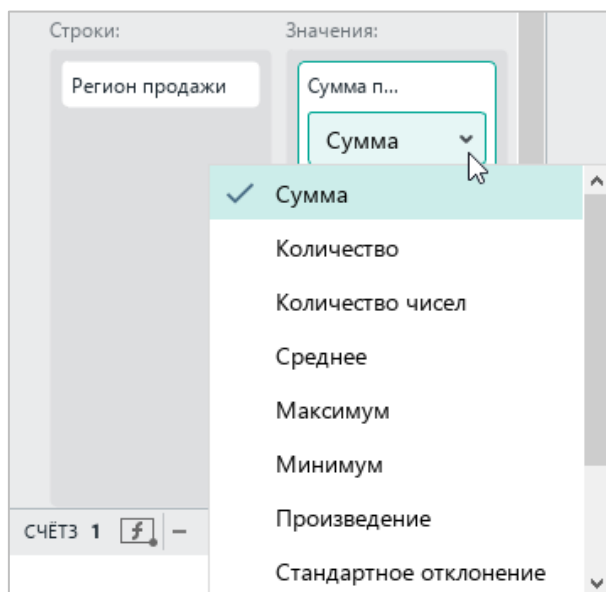 Строки: Значения:
Регион продажи Сумма п...
Сумма
Сумма
Количество
Количество чисел
Среднее
Максимум
Минимум
Произведение
СЧЁТЗ 1 f
Стандартное отклонение